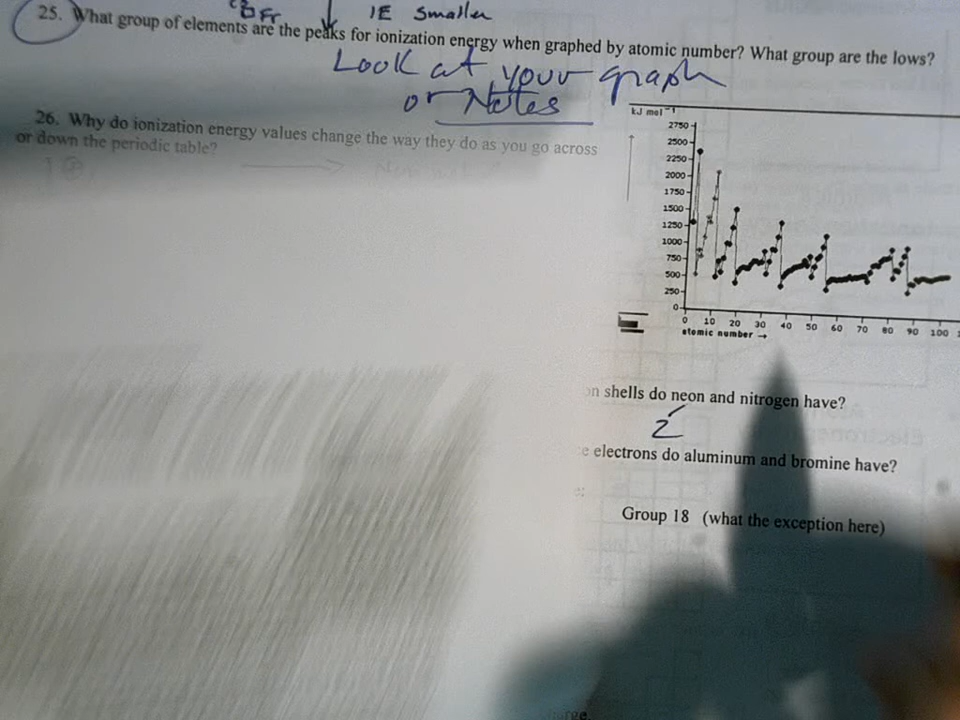 Fr ↓ IE smaller
25. What group of elements are the peaks for ionization energy when graphed by atomic number? What group are the lows?
Look at your graph
or Notes
26. Why do ionization energy values change the way they do as you go across
or down the periodic table?
kJ mol⁻¹
2750
2500
2250
2000
1750
1500
1250
1000
750
500
250
0
0 10 20 30 40 50 60 70 80 90 100
atomic number →
n shells do neon and nitrogen have?
2
e electrons do aluminum and bromine have?
Group 18 (what the exception here)